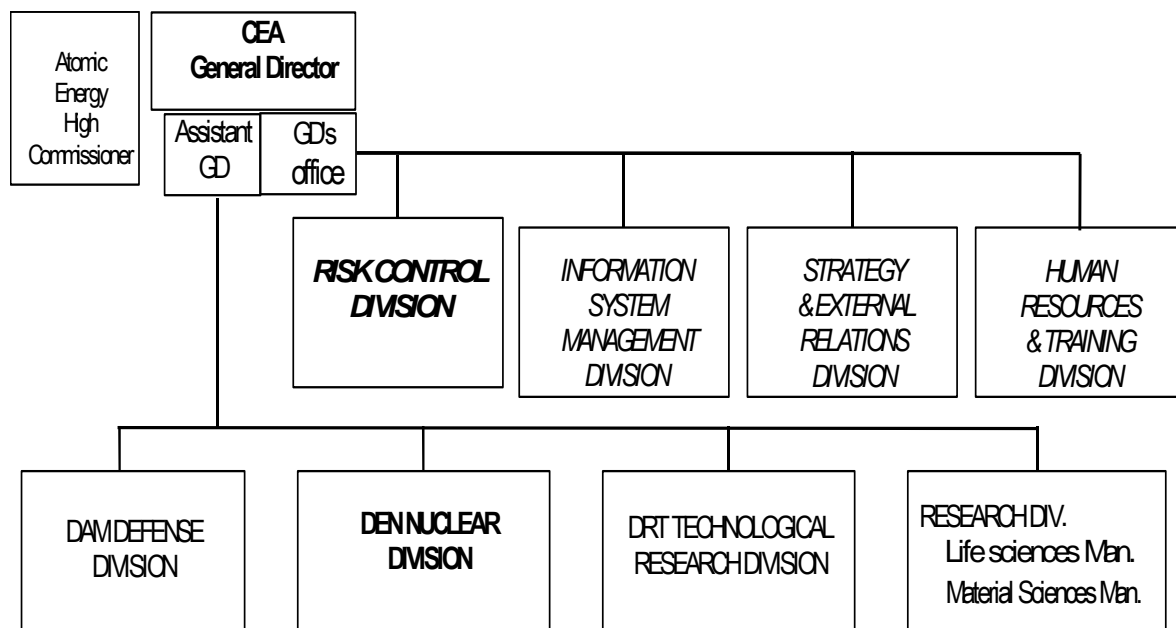 Atomic
Energy
High
Commissioner
CEA
General Director
Assistant
GD
GD's
office
RISK CONTROL
DIVISION
INFORMATION
SYSTEM
MANAGEMENT
DIVISION
STRATEGY
& EXTERNAL
RELATIONS
DIVISION
HUMAN
RESOURCES
& TRAINING
DIVISION
DAM DEFENSE
DIVISION
DEN NUCLEAR
DIVISION
DRT TECHNOLOGICAL
RESEARCH DIVISION
RESEARCH DIV.
Life sciences Man.
Material Sciences Man.